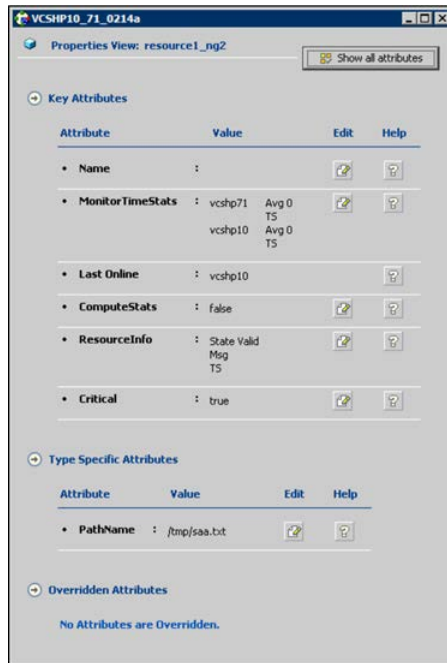 VCSHP10_71_0214a
Properties View: resource1_ng2
Show all attributes
Key Attributes
Attribute Value Edit Help
• Name :
• MonitorTimeStats : vcshp71 Avg 0
TS
vcshp10 Avg 0
TS
• Last Online : vcshp10
• ComputeStats : false
• ResourceInfo : State Valid
Msg
TS
• Critical : true
Type Specific Attributes
Attribute Value Edit Help
• PathName : /tmp/saa.txt
Overridden Attributes
No Attributes are Overridden.